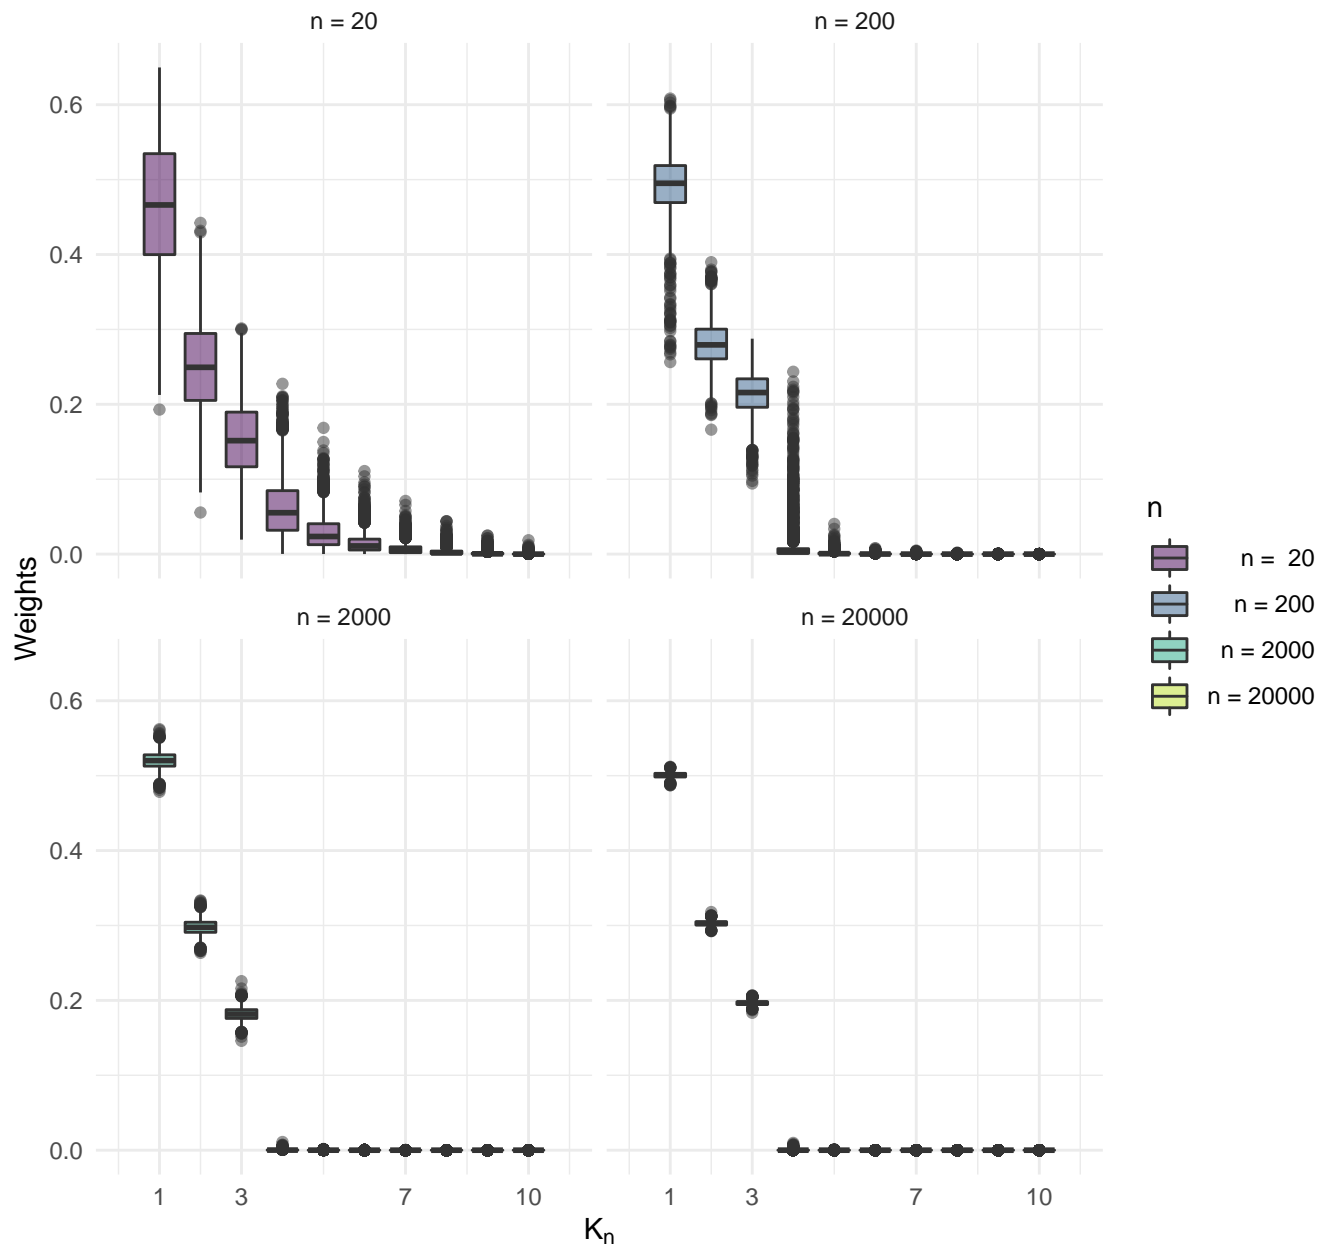 n = 20
n = 200
0.6
0.4
0.2
0.0
Weights
n = 2000
n = 20000
0.6
0.4
0.2
0.0
1 3 7 10
1 3 7 10
Kₙ
n
n = 20
n = 200
n = 2000
n = 20000